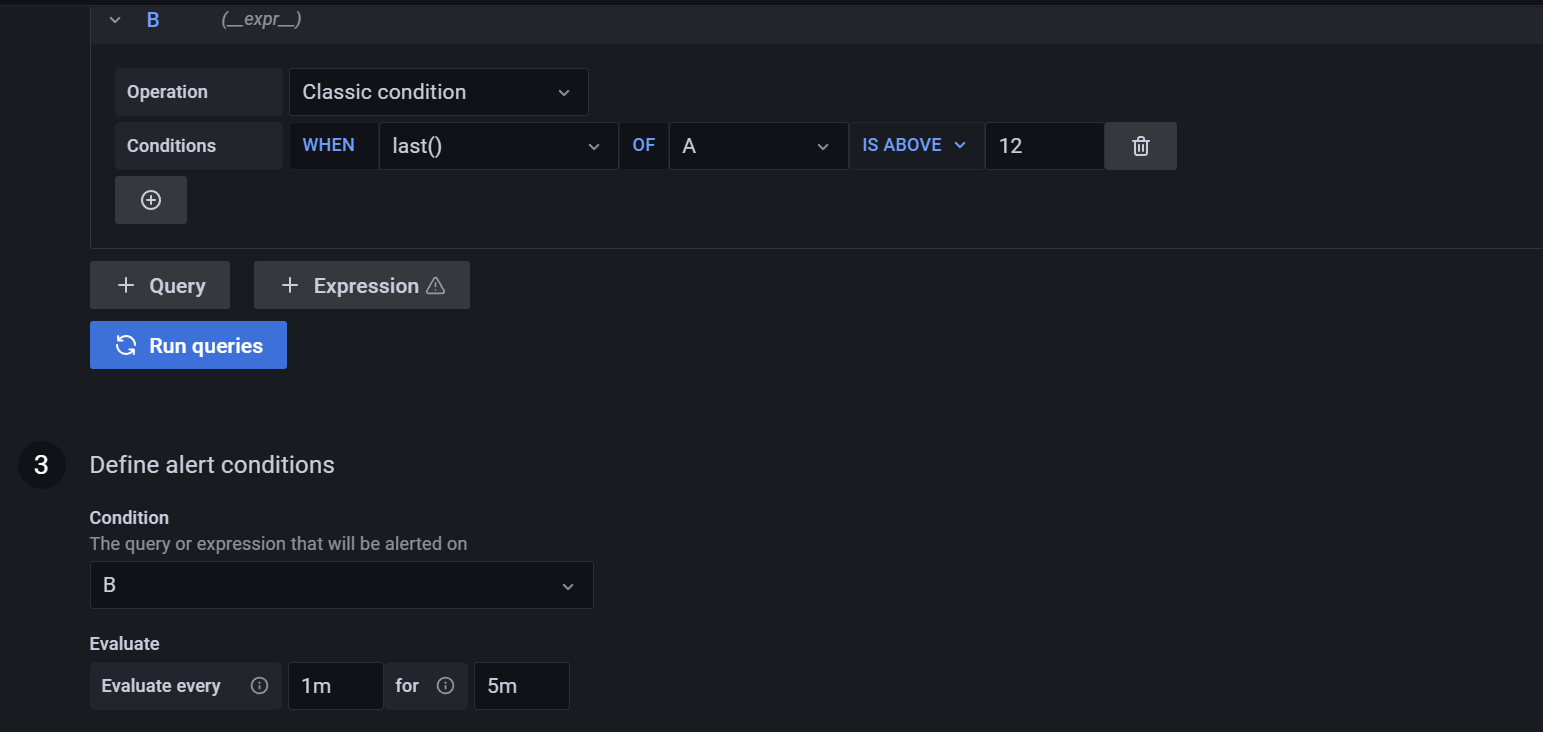 B (__expr__)
Operation Classic condition
Conditions WHEN last() OF A IS ABOVE 12
Query Expression
Run queries
3 Define alert conditions
Condition
The query or expression that will be alerted on
B
Evaluate
Evaluate every 1m for 5m